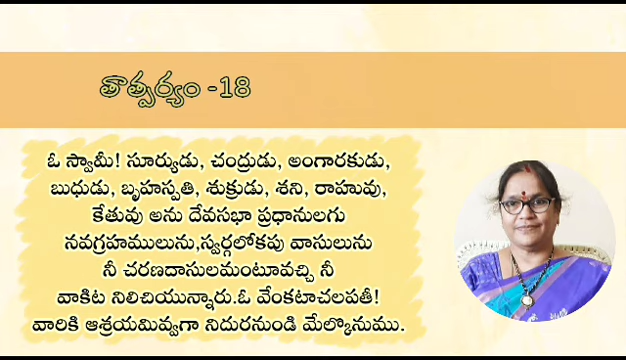 తాత్పర్యం -18
ఓ స్వామీ! సూర్యుడు, చంద్రుడు, అంగారకుడు,
బుధుడు, బృహస్పతి, శుక్రుడు, శని, రాహువు,
కేతువు అను దేవసభా ప్రధానులగు
నవగ్రహములును,స్వర్గలోకపు వాసులును
నీ చరణదాసులమంటూవచ్చి నీ
వాకిట నిలిచియున్నారు.ఓ వేంకటాచలపతీ!
వారికి ఆశ్రయమివ్వగా నిదురనుండి మేల్కొనుము.